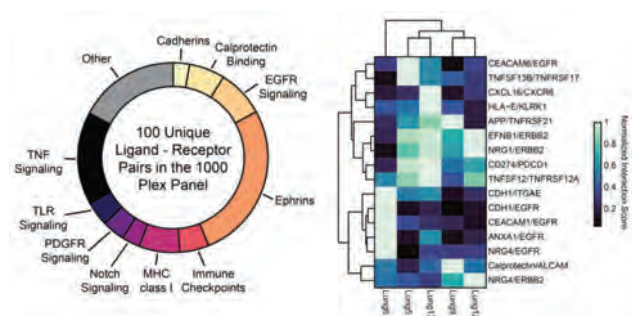 Cadherins
Calprotectin
Binding
EGFR
Signaling
Ephrins
Immune
Checkpoints
MHC
class I
Notch
Signaling
PDGFR
Signaling
TLR
Signaling
TNF
Signaling
Other
100 Unique
Ligand - Receptor
Pairs in the 1000
Plex Panel
CEACAM6/EGFR
TNFSF13B/TNFRSF17
CXCL16/CXCR6
HLA-E/KLRK1
APP/TNFRSF21
EFNB1/ERBB2
NRG1/ERBB2
CD274/PDCD1
TNFSF12/TNFRSF12A
CDH1/ITGAE
CDH1/EGFR
CEACAM1/EGFR
ANXA1/EGFR
NRG4/EGFR
Calprotectin/ALCAM
NRG4/ERBB2
Normalized Interaction Score
1
0.8
0.6
0.4
0.2